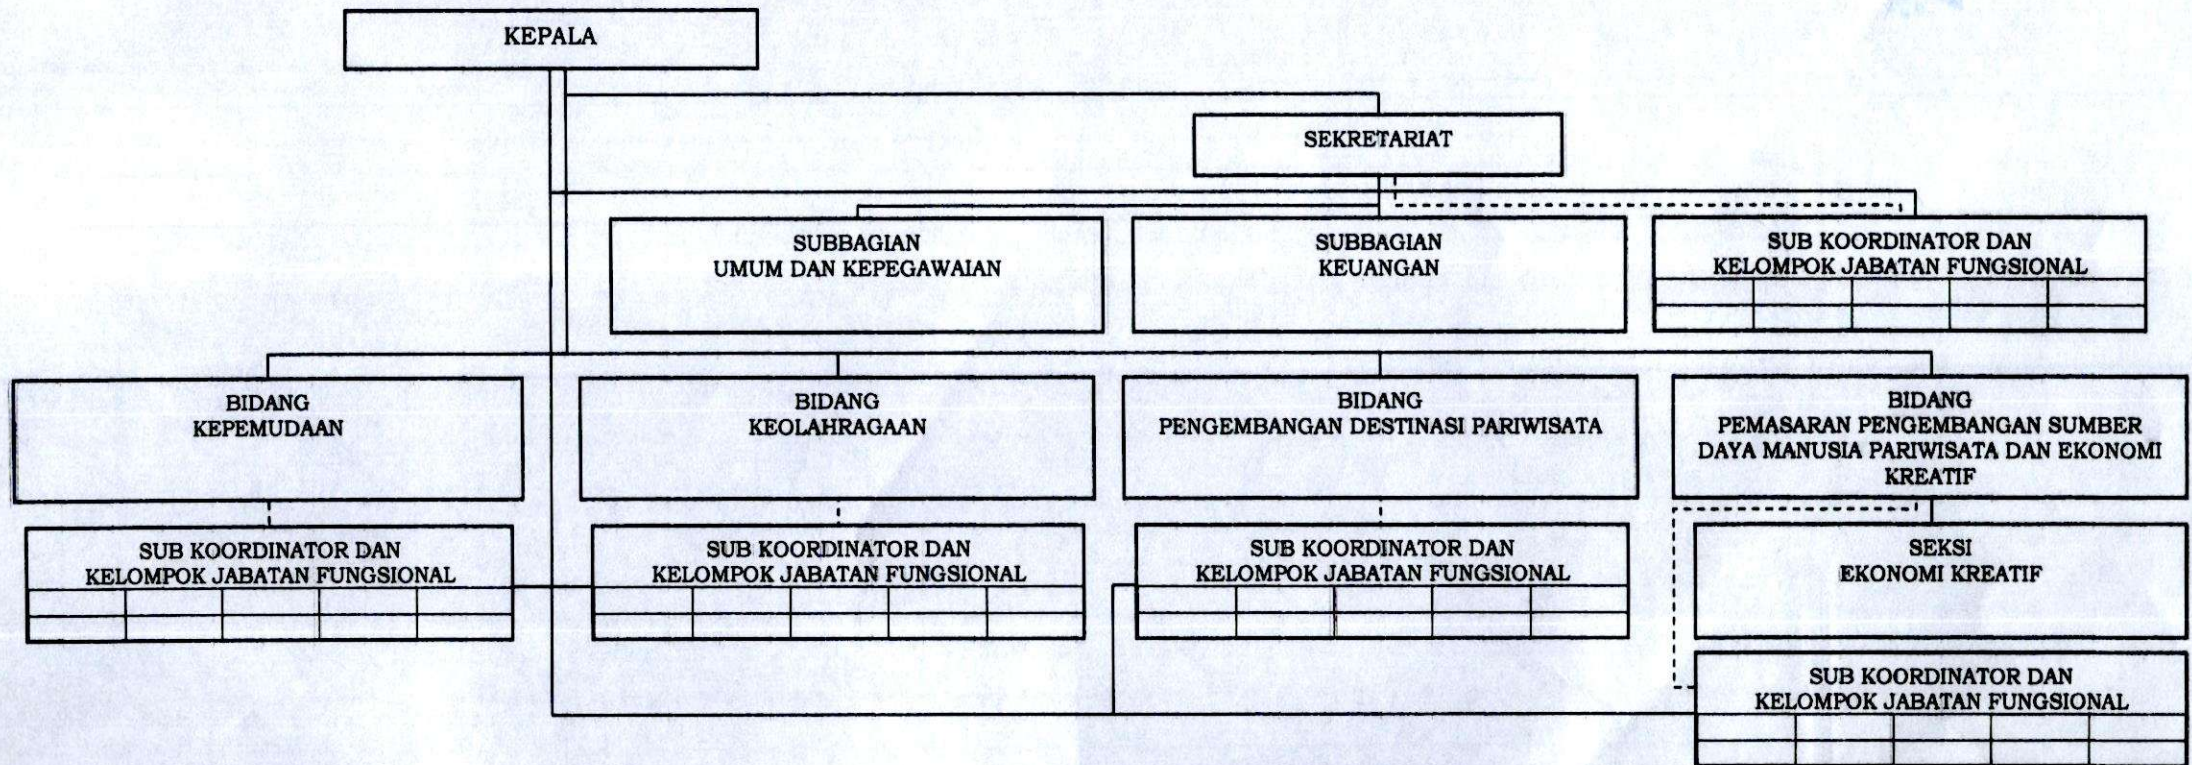 KEPALA
SEKRETARIAT
SUBBAGIAN
UMUM DAN KEPEGAWAIAN
SUBBAGIAN
KEUANGAN
SUB KOORDINATOR DAN
KELOMPOK JABATAN FUNGSIONAL
BIDANG
KEPEMUDAAN
BIDANG
KEOLAHRAGAAN
BIDANG
PENGEMBANGAN DESTINASI PARIWISATA
BIDANG
PEMASARAN PENGEMBANGAN SUMBER
DAYA MANUSIA PARIWISATA DAN EKONOMI
KREATIF
SUB KOORDINATOR DAN
KELOMPOK JABATAN FUNGSIONAL
SUB KOORDINATOR DAN
KELOMPOK JABATAN FUNGSIONAL
SUB KOORDINATOR DAN
KELOMPOK JABATAN FUNGSIONAL
SEKSI
EKONOMI KREATIF
SUB KOORDINATOR DAN
KELOMPOK JABATAN FUNGSIONAL